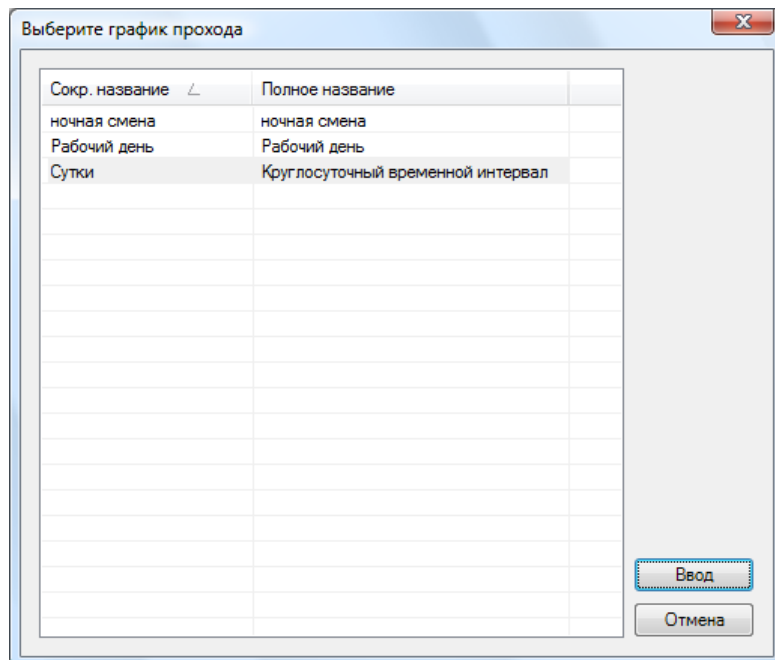 Выберите график прохода
Сокр. название Полное название
ночная смена ночная смена
Рабочий день Рабочий день
Сутки Круглосуточный временной интервал
Ввод
Отмена